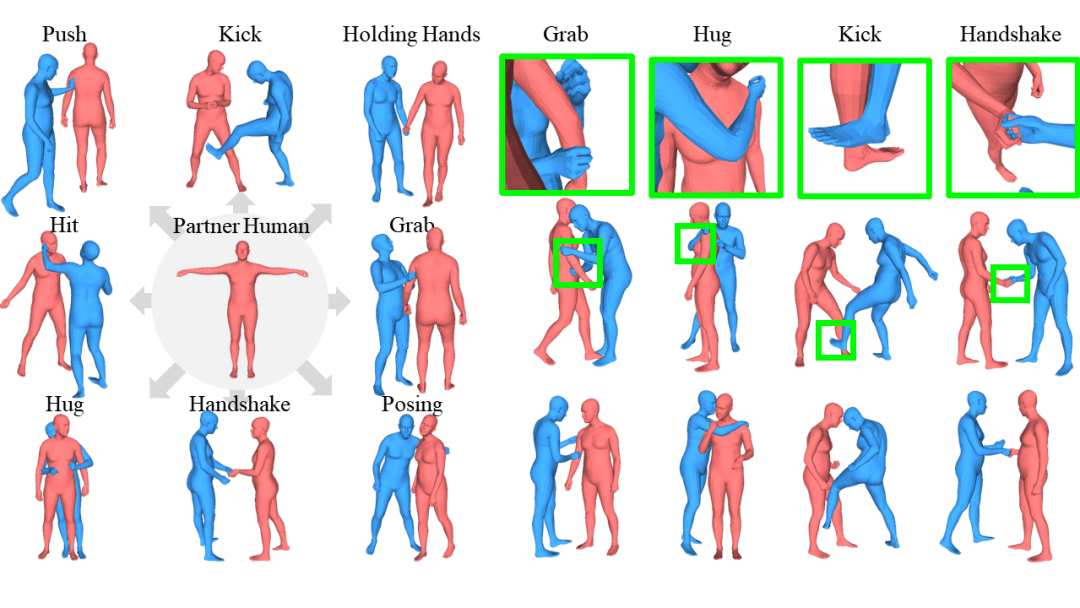 Push
Kick
Holding Hands
Grab
Hug
Kick
Handshake
Hit
Partner Human
Grab
Hug
Handshake
Posing